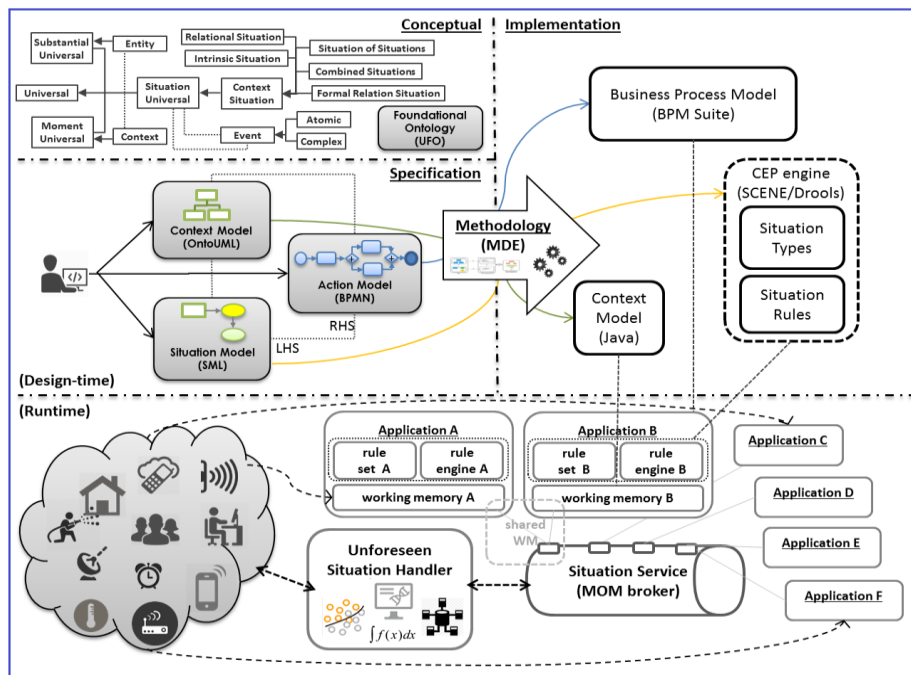 Conceptual
Implementation
Relational Situation
Substantial
Universal
Entity
Intrinsic Situation
Situation of Situations
Combined Situations
Universal
Situation
Universal
Context
Situation
Formal Relation Situation
Moment
Universal
Context
Event
Atomic
Complex
Foundational
Ontology
(UFO)
Business Process Model
(BPM Suite)
Specification
Context Model
(OntoUML)
Action Model
(BPMN)
RHS
LHS
Situation Model
(SML)
(Design-time)
Methodology
(MDE)
CEP engine
(SCENE/Drools)
Situation
Types
Situation
Rules
Context
Model
(Java)
(Runtime)
Application A
rule
set A
rule
engine A
working memory A
Application B
rule
set B
rule
engine B
working memory B
shared
WM
Application C
Application D
Application E
Application F
Unforeseen
Situation Handler
∫f(x)dx
Situation Service
(MOM broker)